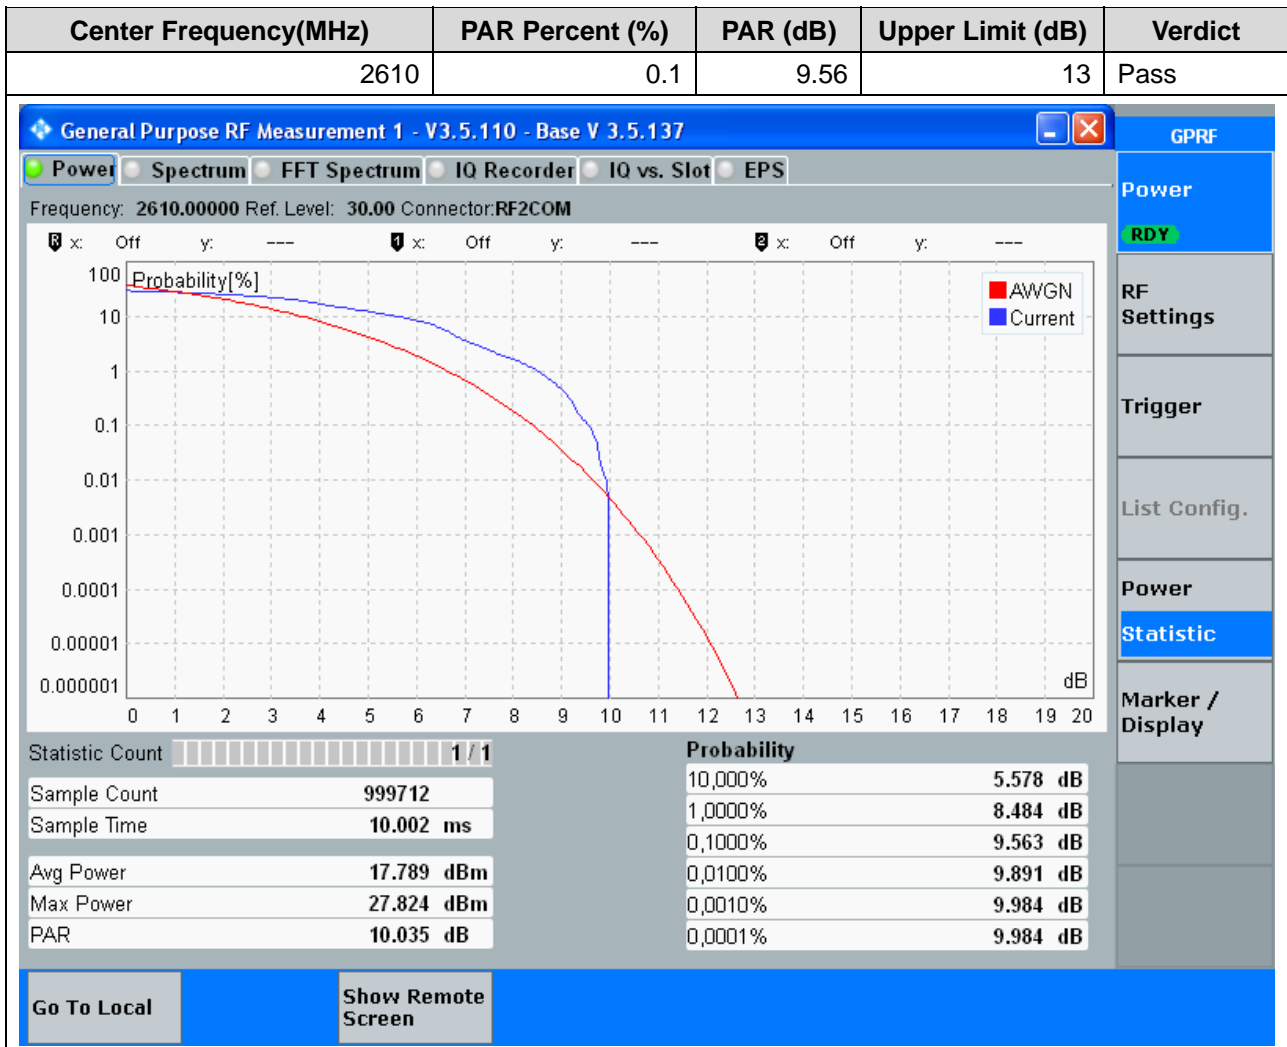 Center Frequency(MHz) PAR Percent (%) PAR (dB) Upper Limit (dB) Verdict
2610 0.1 9.56 13 Pass
General Purpose RF Measurement 1 - V3.5.110 - Base V 3.5.137
GPRF
Power Spectrum FFT Spectrum IQ Recorder IQ vs. Slot EPS
Power
RDY
Frequency: 2610.00000 Ref. Level: 30.00 Connector:RF2COM
R x: Off y: --- 1 x: Off y: --- 2 x: Off y: ---
Probability[%]
AWGN
Current
100
10
1
0.1
0.01
0.001
0.0001
0.00001
0.000001
dB
0 1 2 3 4 5 6 7 8 9 10 11 12 13 14 15 16 17 18 19 20
RF
Settings
Trigger
List Config.
Power
Statistic
Marker /
Display
Statistic Count 1 / 1
Sample Count 999712
Sample Time 10.002 ms
Avg Power 17.789 dBm
Max Power 27.824 dBm
PAR 10.035 dB
Probability
10,000% 5.578 dB
1,0000% 8.484 dB
0,1000% 9.563 dB
0,0100% 9.891 dB
0,0010% 9.984 dB
0,0001% 9.984 dB
Go To Local
Show Remote
Screen